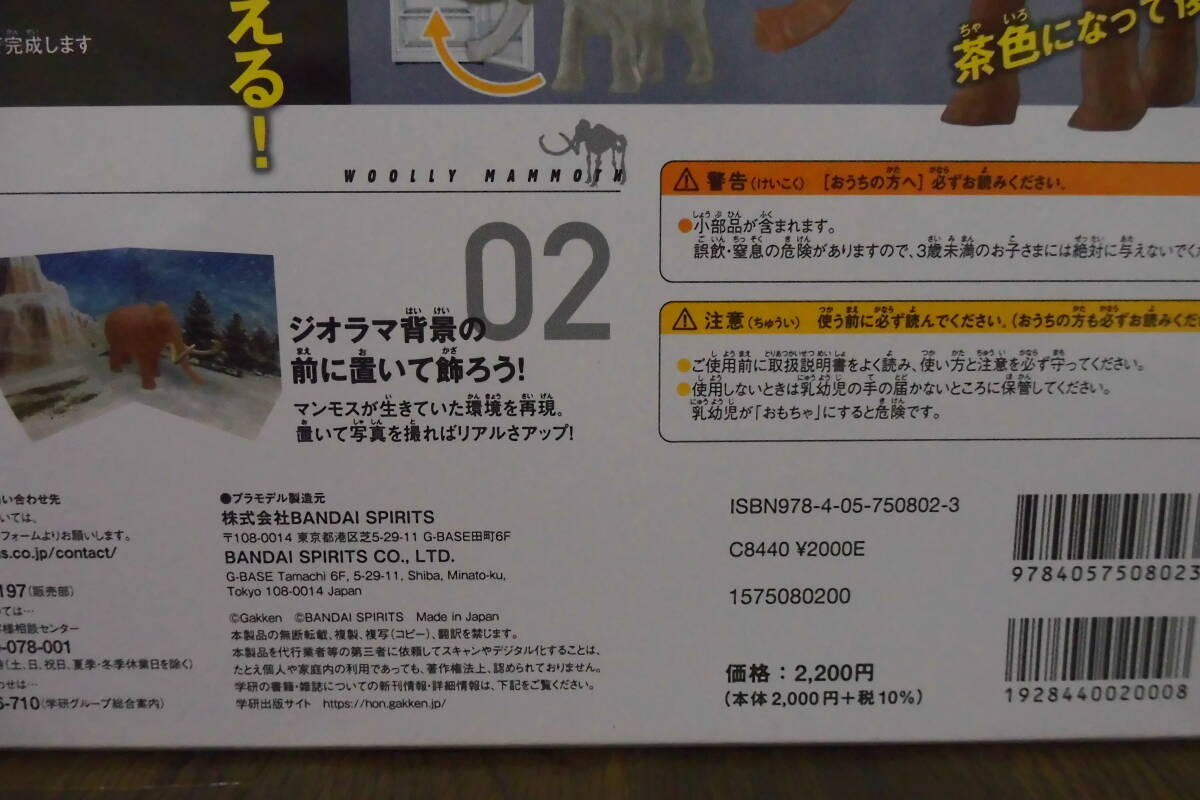 て完成します
える!
茶色になって
WOOLLY MAMMOTH
02
ジオラマ背景の
前に置いて飾ろう!
マンモスが生きていた環境を再現。
置いて写真を撮ればリアルさアップ!
⚠警告(けいこく) [おうちの方へ] 必ずお読みください。
●小部品が含まれます。
誤飲・窒息の危険がありますので、3歳未満のお子さまには絶対に与えないでくだ
⚠注意(ちゅうい) 使う前に必ず読んでください。(おうちの方も必ずお読みくだ
●ご使用前に取扱説明書をよく読み、使い方と注意を必ず守ってください。
●使用しないときは乳幼児の手の届かないところに保管してください。
乳幼児が「おもちゃ」にすると危険です。
い合わせ先
いては、
フォームよりお願いします。
s.co.jp/contact/
197(販売部)
ては…
客様相談センター
-078-001
(土、日、祝日、夏季・冬季休業日を除く)
わせは…
6-710(学研グループ総合案内)
●プラモデル製造元
株式会社BANDAI SPIRITS
〒108-0014 東京都港区芝5-29-11 G-BASE田町6F
BANDAI SPIRITS CO., LTD.
G-BASE Tamachi 6F, 5-29-11, Shiba, Minato-ku,
Tokyo 108-0014 Japan
©Gakken ©BANDAI SPIRITS Made in Japan
本製品の無断転載、複製、複写(コピー)、翻訳を禁じます。
本製品を代行業者等の第三者に依頼してスキャンやデジタル化することは、
たとえ個人や家庭内の利用であっても、著作権法上、認められておりません。
学研の書籍・雑誌についての新刊情報・詳細情報は、下記をご覧ください。
学研出版サイト https://hon.gakken.jp/
ISBN978-4-05-750802-3
C8440 ¥2000E
1575080200
価格:2,200円
(本体2,000円+税10%)
9784057508023
1928440020008